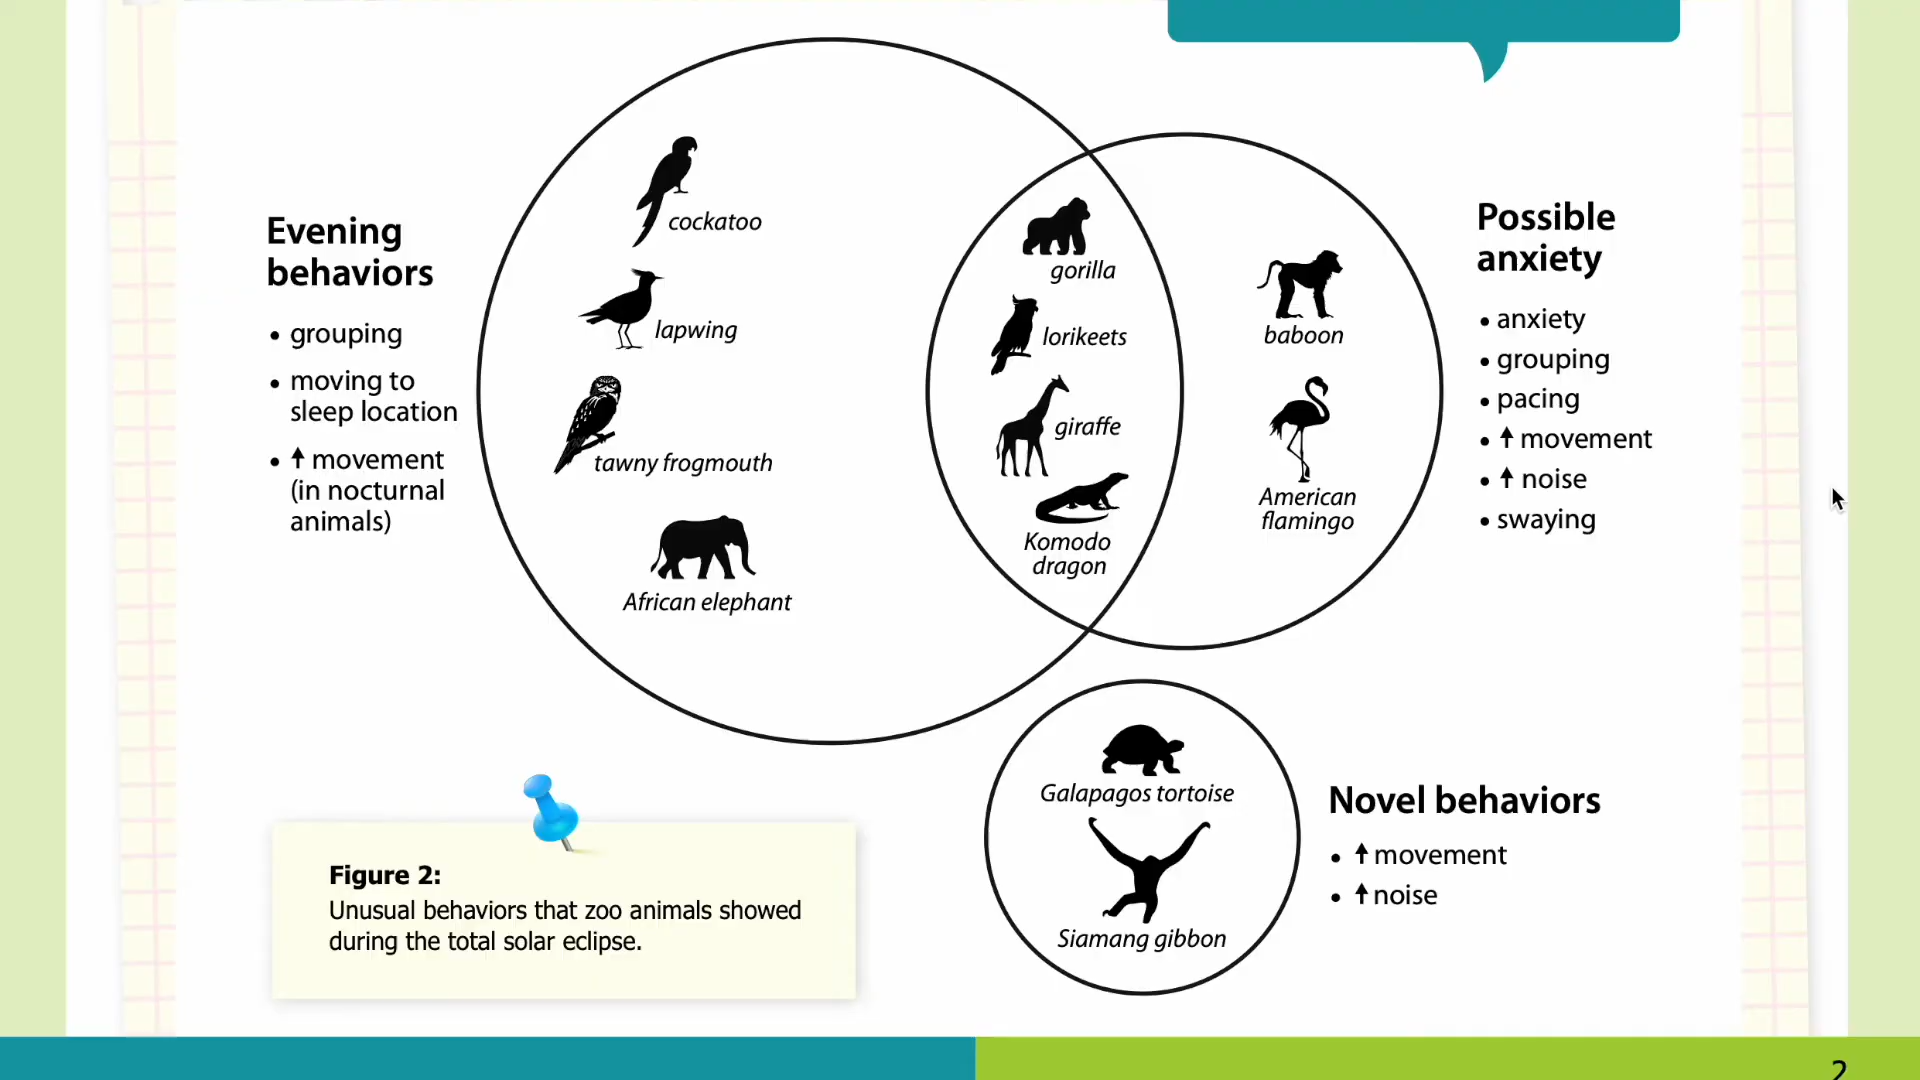 Evening
behaviors
• grouping
• moving to
sleep location
• ↑ movement
(in nocturnal
animals)
cockatoo
lapwing
tawny frogmouth
African elephant
gorilla
lorikeets
giraffe
Komodo
dragon
baboon
American
flamingo
Possible
anxiety
• anxiety
• grouping
• pacing
• ↑ movement
• ↑ noise
• swaying
Galapagos tortoise
Siamang gibbon
Novel behaviors
• ↑ movement
• ↑ noise
Figure 2:
Unusual behaviors that zoo animals showed
during the total solar eclipse.
2